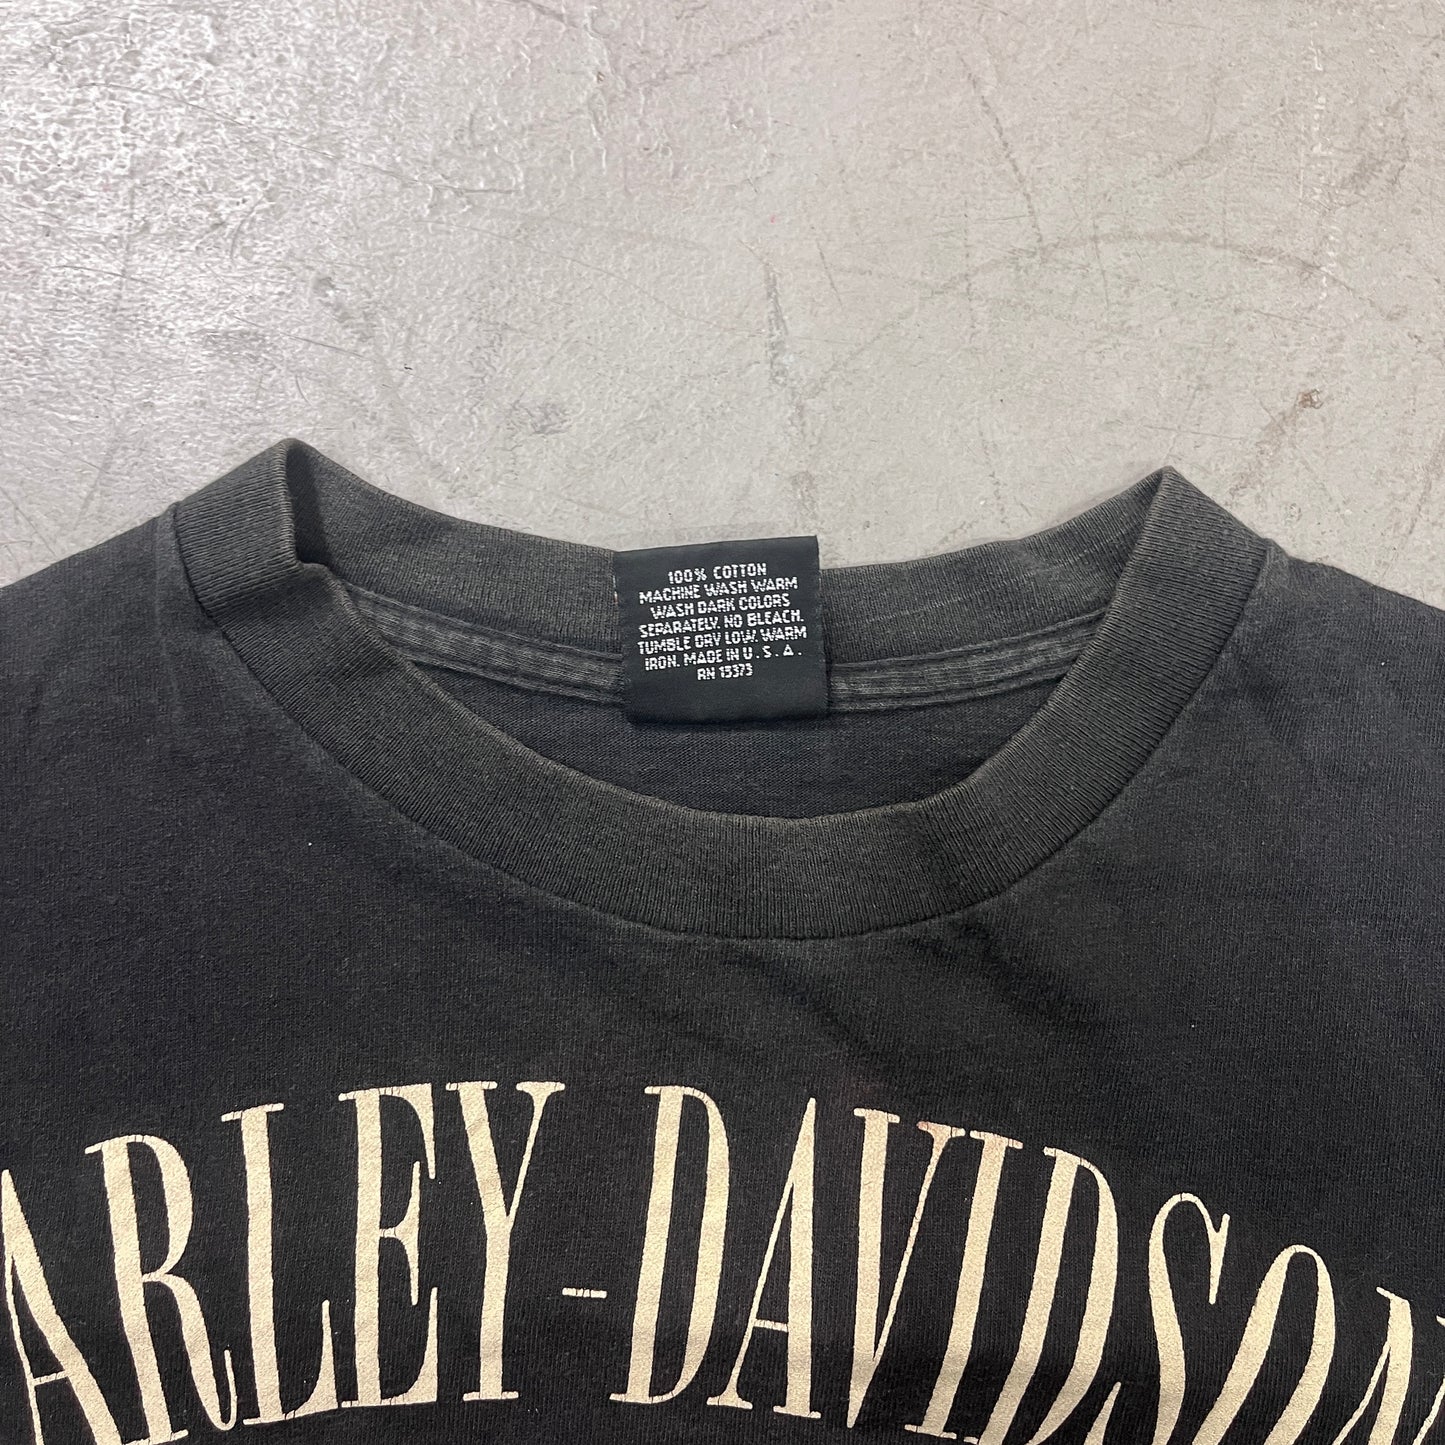 100% COTTON
MACHINE WASH WARM
WASH DARK COLORS
SEPARATELY. NO BLEACH.
TUMBLE DRY LOW. WARM
IRON. MADE IN U.S.A.
RN 13373
ARLEY-DAVIDSON